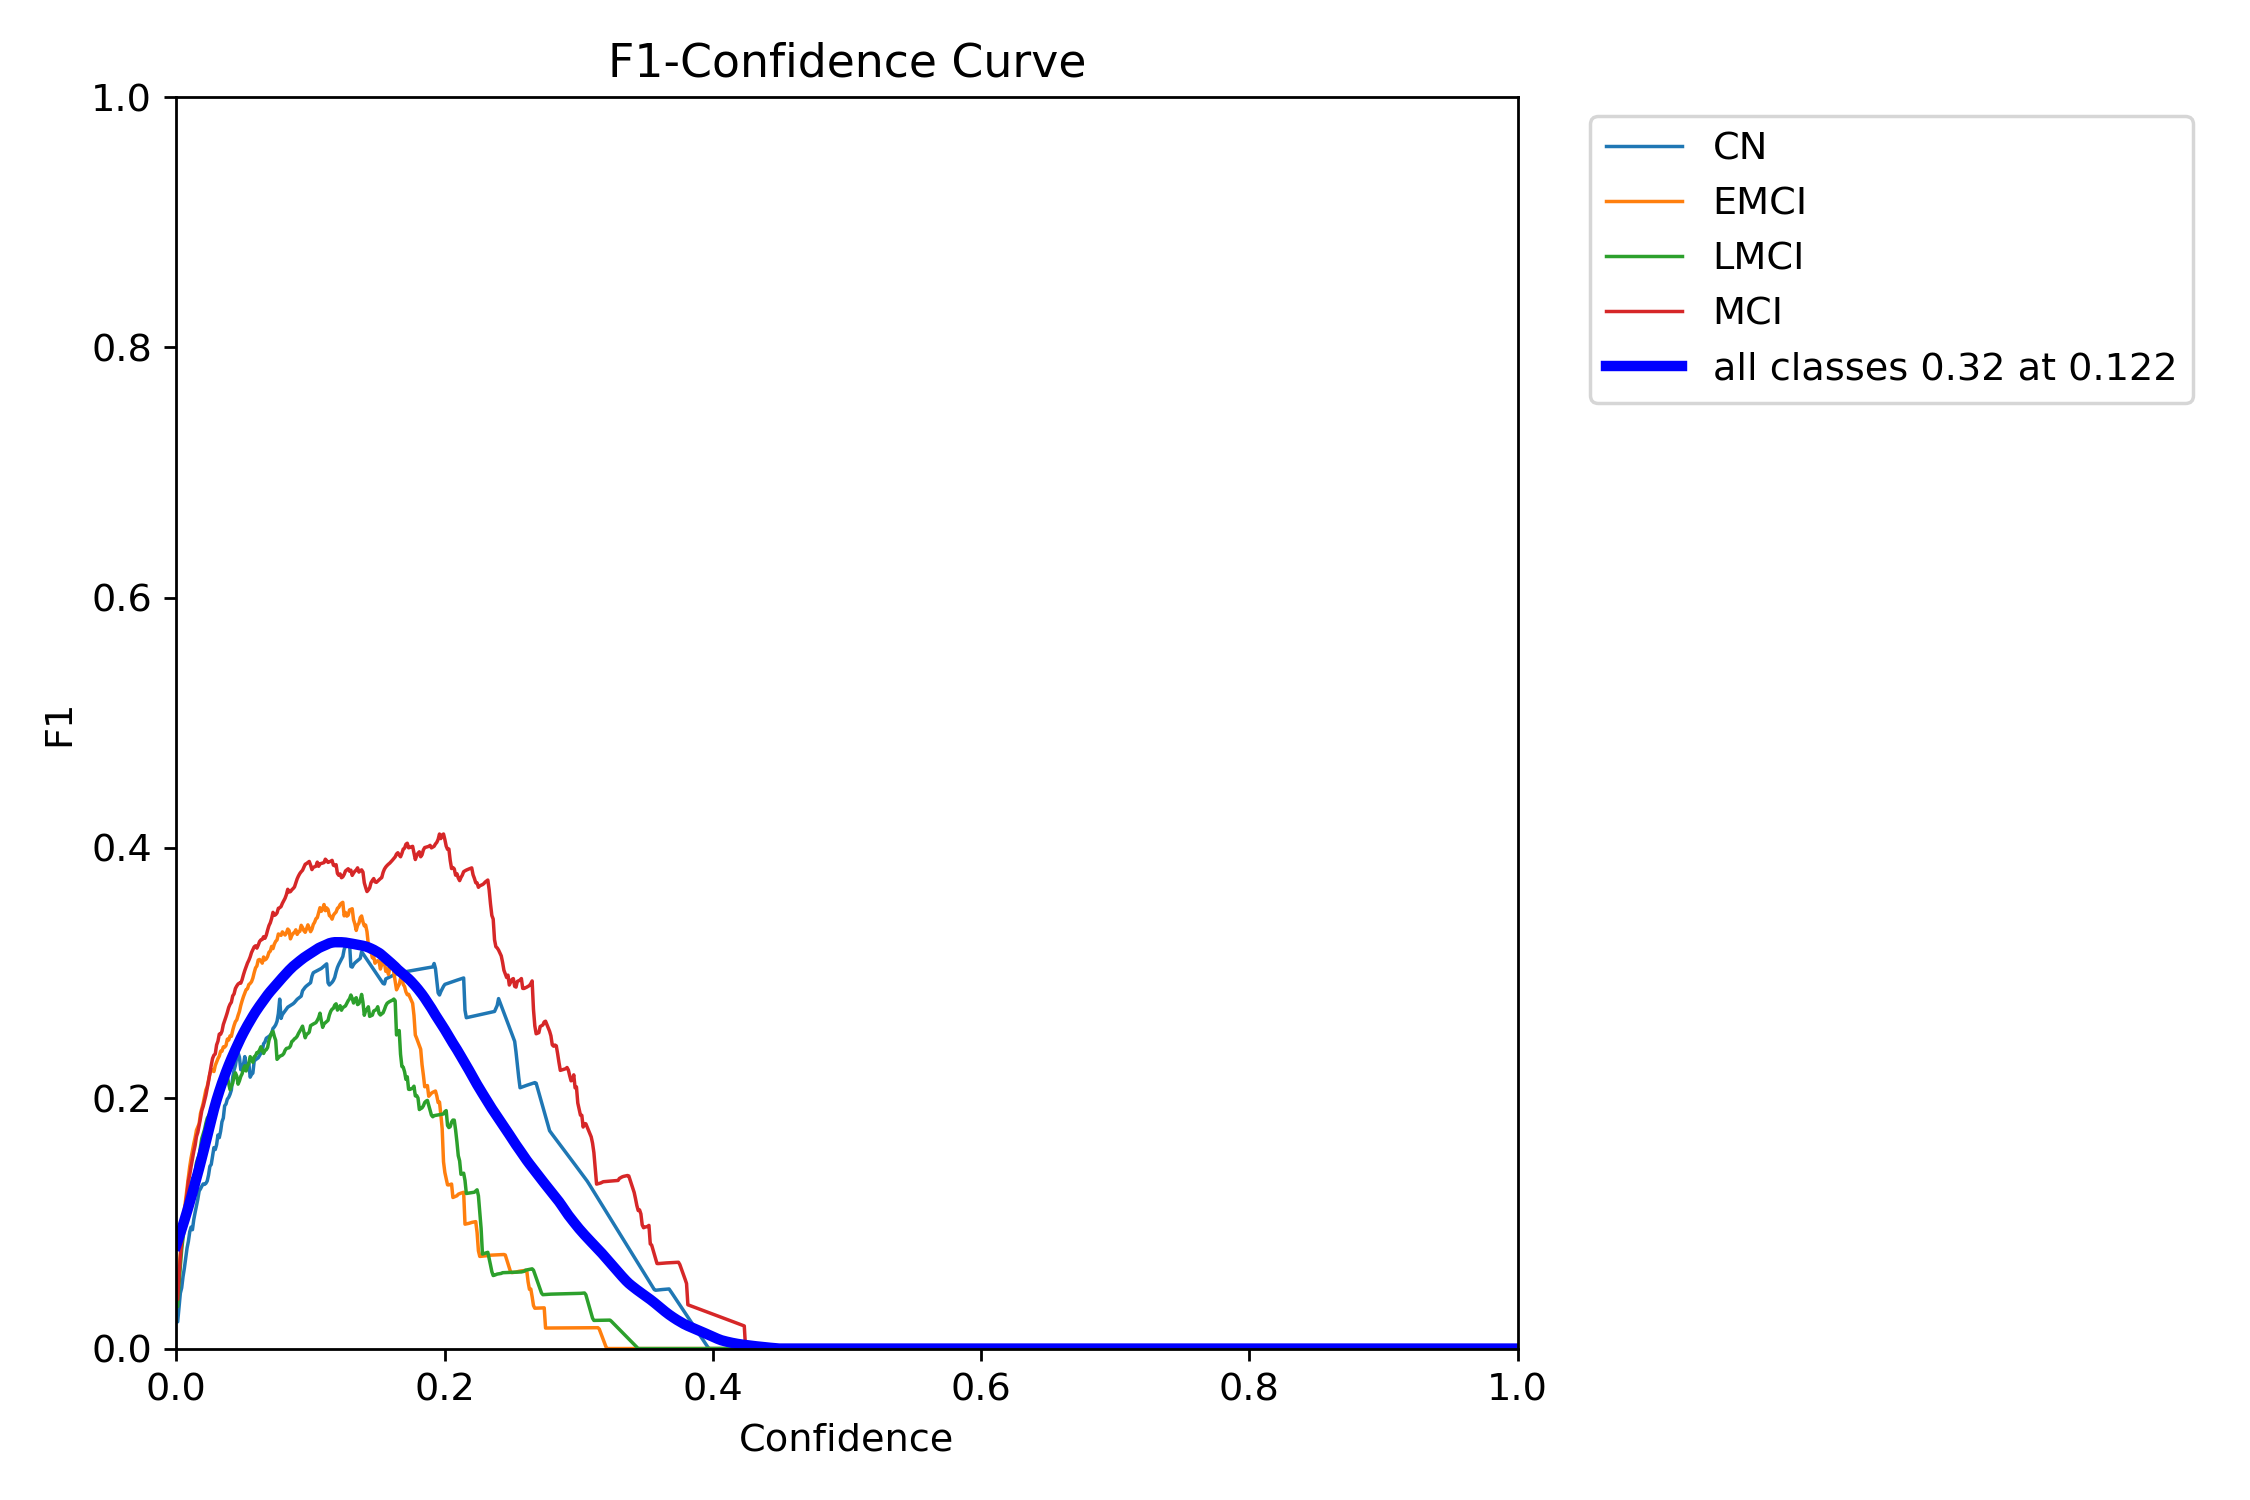 F1-Confidence Curve
1.0
0.8
0.6
0.4
0.2
0.0
F1
0.0 0.2 0.4 0.6 0.8 1.0
Confidence
CN
EMCI
LMCI
MCI
all classes 0.32 at 0.122